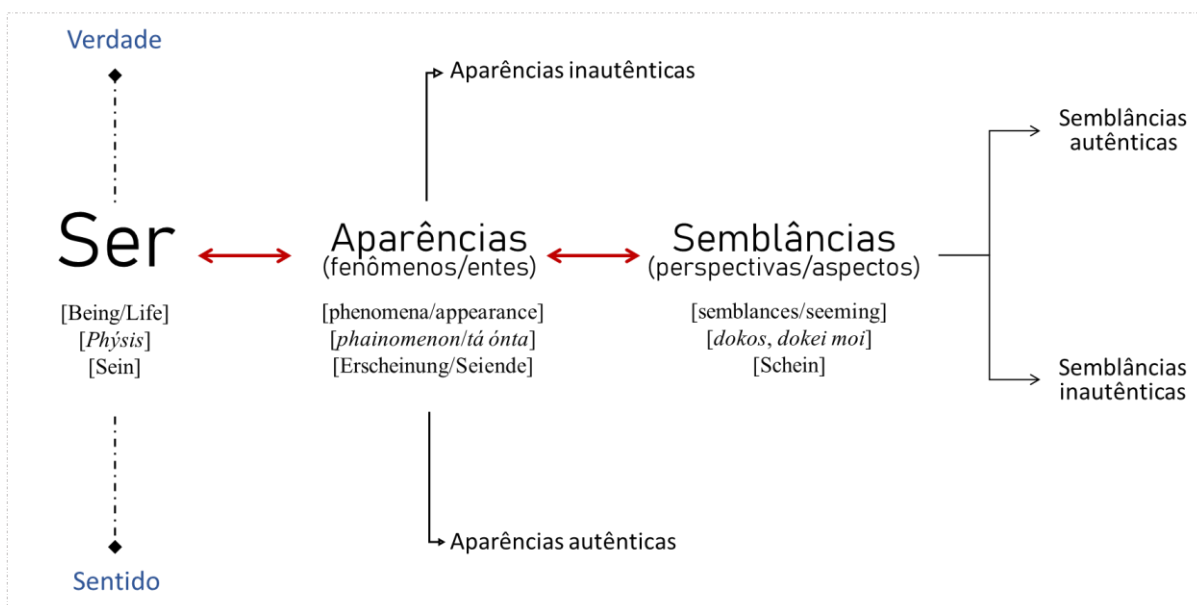 Verdade
Aparências inautênticas
Semblâncias
autênticas
Ser
Aparências
(fenômenos/entes)
Semblâncias
(perspectivas/aspectos)
[Being/Life]
[Phýsis]
[Sein]
[phenomena/appearance]
[phainomenon/tá ónta]
[Erscheinung/Seiende]
[semblances/seeming]
[dokos, dokei moi]
[Schein]
Semblâncias
inautênticas
Aparências autênticas
Sentido